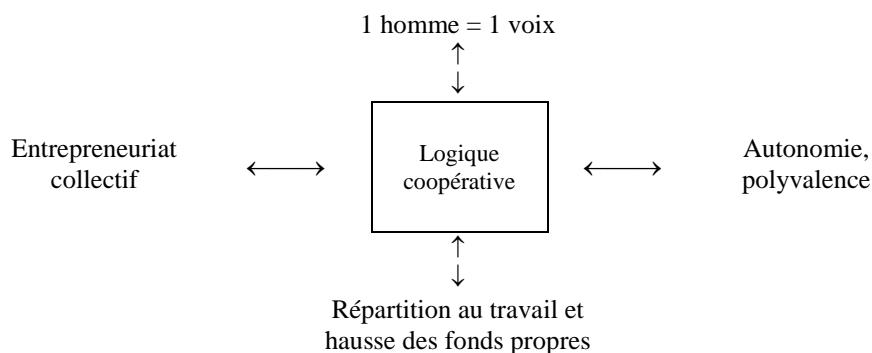 1 homme = 1 voix
Entrepreneuriat
collectif
Logique
coopérative
Autonomie,
polyvalence
Répartition au travail et
hausse des fonds propres